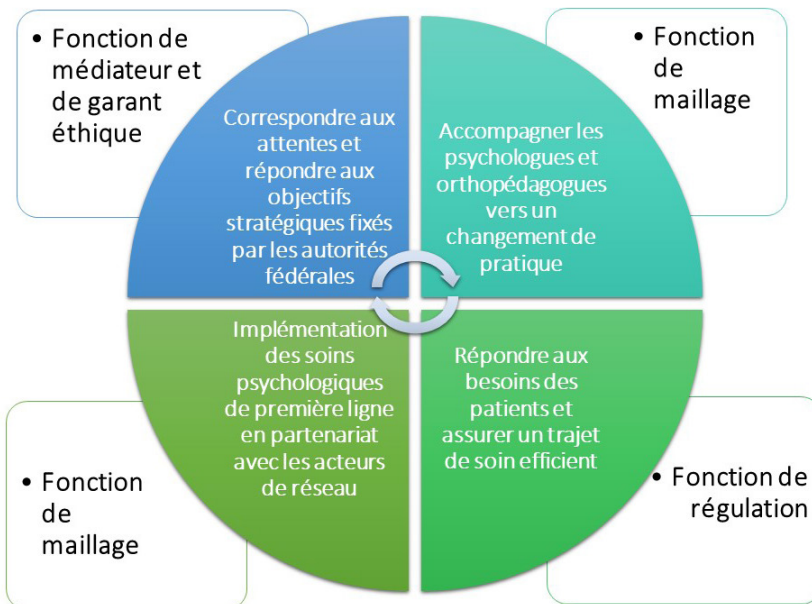 • Fonction de
médiateur et
de garant
éthique
Correspondre aux
attentes et
répondre aux
objectifs
stratégiques fixés
par les autorités
fédérales
• Fonction
de
maillage
Accompagner les
psychologues et
orthopédagogues
vers un
changement de
pratique
Implémentation
des soins
psychologiques
de première ligne
en partenariat
avec les acteurs
de réseau
• Fonction
de
maillage
Répondre aux
besoins des
patients et
assurer un trajet
de soin efficient
• Fonction de
régulation